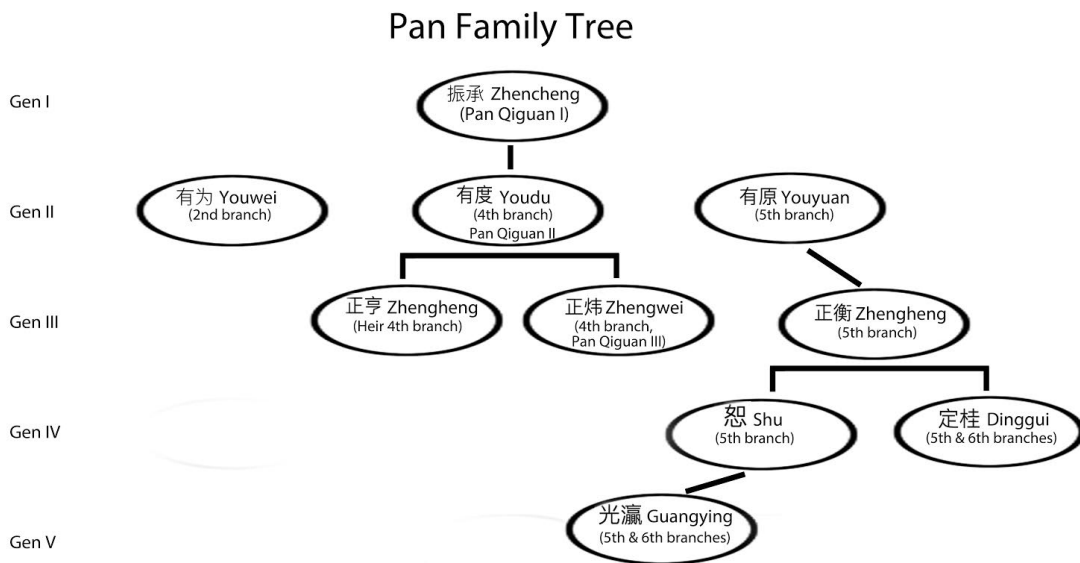 Pan Family Tree
Gen I
振承 Zhencheng
(Pan Qiguan I)
Gen II
有为 Youwei
(2nd branch)
有度 Youdu
(4th branch)
Pan Qiguan II
有原 Youyuan
(5th branch)
Gen III
正亨 Zhengheng
(Heir 4th branch)
正炜 Zhengwei
(4th branch,
Pan Qiguan III)
正衡 Zhengheng
(5th branch)
Gen IV
恕 Shu
(5th branch)
定桂 Dinggui
(5th & 6th branches)
Gen V
光瀛 Guangying
(5th & 6th branches)